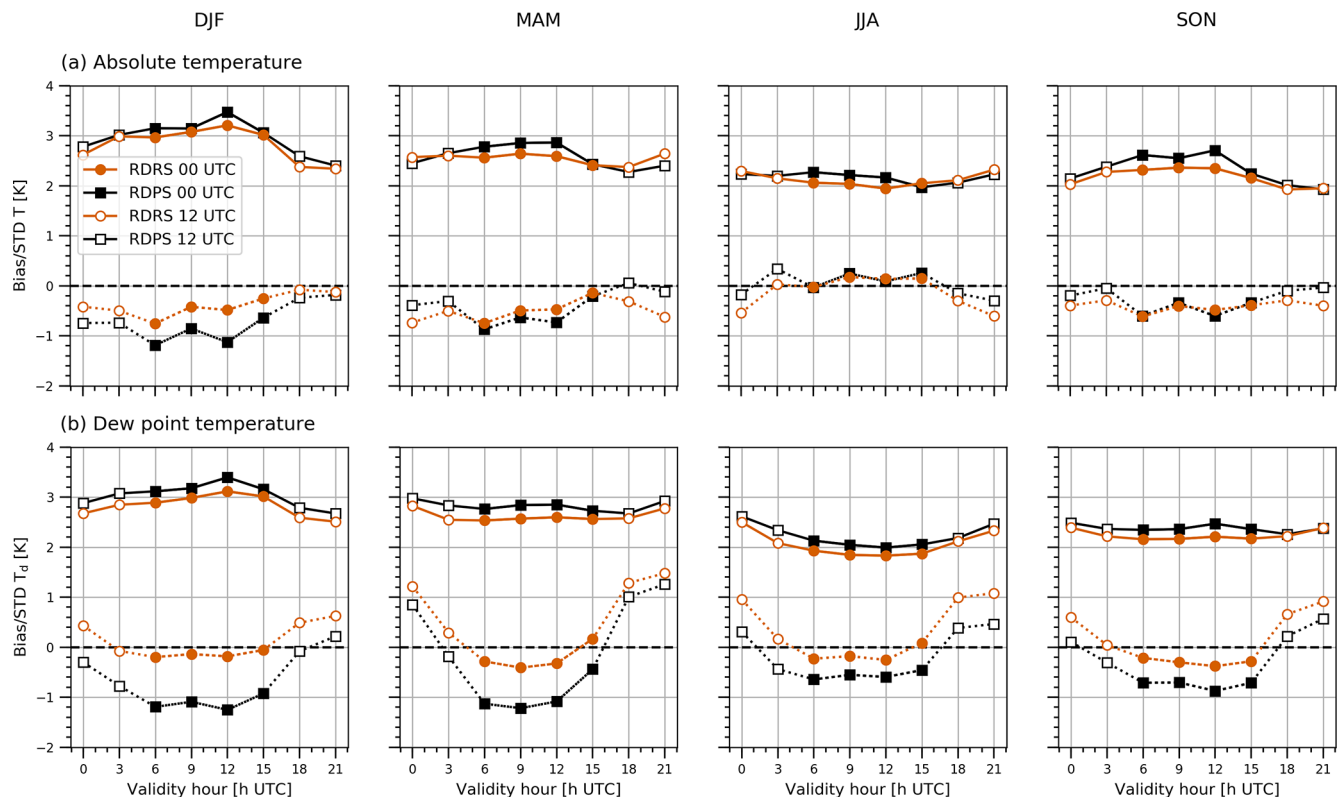 DJF MAM JJA SON
(a) Absolute temperature
Bias/STD T [K]
4
3
2
1
0
−1
−2
RDRS 00 UTC
RDPS 00 UTC
RDRS 12 UTC
RDPS 12 UTC
(b) Dew point temperature
Bias/STD T_d [K]
4
3
2
1
0
−1
−2
0 3 6 9 12 15 18 21 0 3 6 9 12 15 18 21 0 3 6 9 12 15 18 21 0 3 6 9 12 15 18 21
Validity hour [h UTC] Validity hour [h UTC] Validity hour [h UTC] Validity hour [h UTC]